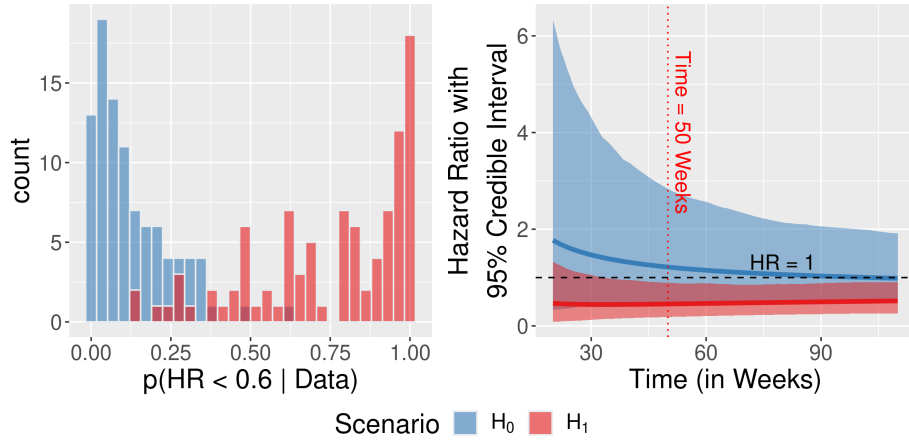 count
15
10
5
0
0.00 0.25 0.50 0.75 1.00
p(HR < 0.6 | Data)
Hazard Ratio with
95% Credible Interval
6
4
2
0
Time = 50 Weeks
HR = 1
30 60 90
Time (in Weeks)
Scenario H₀ H₁